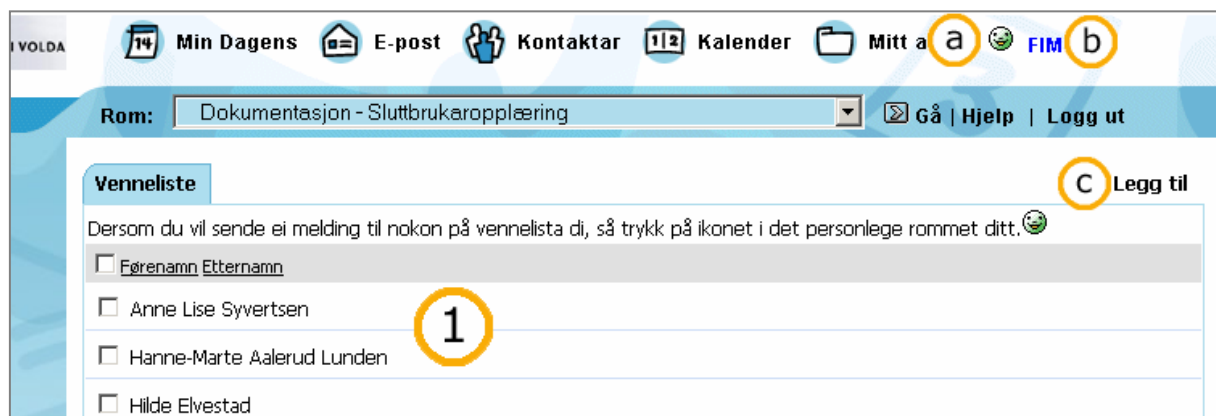 I VOLDA 14 Min Dagens E-post Kontaktar 1 2 Kalender Mitt a a FIM b
Rom: Dokumentasjon - Sluttbrukaropplæring Gå | Hjelp | Logg ut
Venneliste c Legg til
Dersom du vil sende ei melding til nokon på vennelista di, så trykk på ikonet i det personlege rommet ditt.
Førenamn Etternamn
Anne Lise Syvertsen
1
Hanne-Marte Aalerud Lunden
Hilde Elvestad